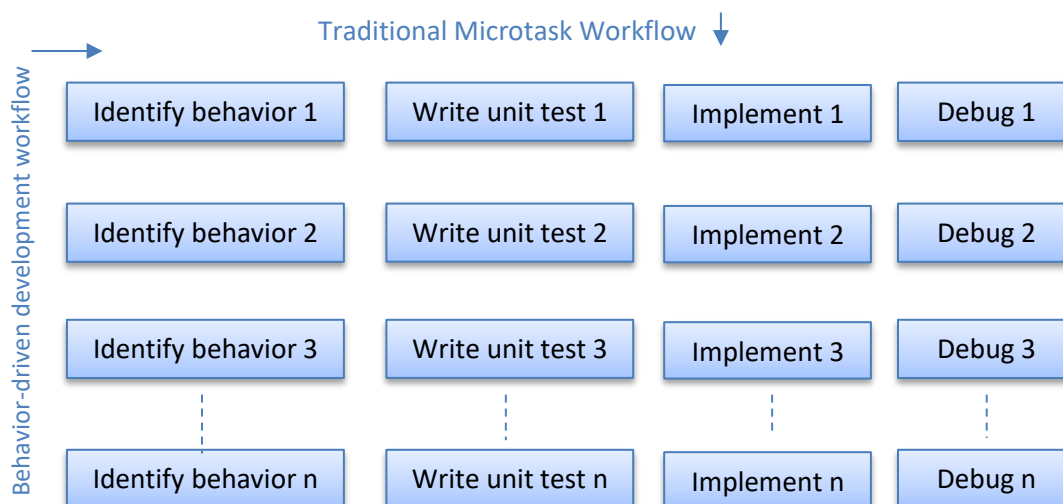 Traditional Microtask Workflow
Behavior-driven development workflow
Identify behavior 1
Write unit test 1
Implement 1
Debug 1
Identify behavior 2
Write unit test 2
Implement 2
Debug 2
Identify behavior 3
Write unit test 3
Implement 3
Debug 3
Identify behavior n
Write unit test n
Implement n
Debug n